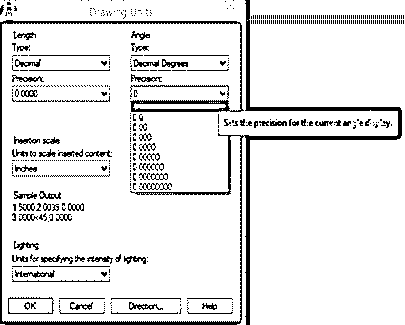 Drawing Units
Length
Type:
Decimal
Precision:
0.0000
Angle
Type:
Decimal Degrees
Precision:
0
0.0
0.00
0.000
0.0000
0.00000
0.000000
0.0000000
0.00000000
Sets the precision for the current angle display.
Insertion scale
Units to scale inserted content:
Inches
Sample Output
1.5000,2.0039,0.0000
3.0000<45,0.0000
Lighting
Units for specifying the intensity of lighting:
International
OK
Cancel
Direction...
Help